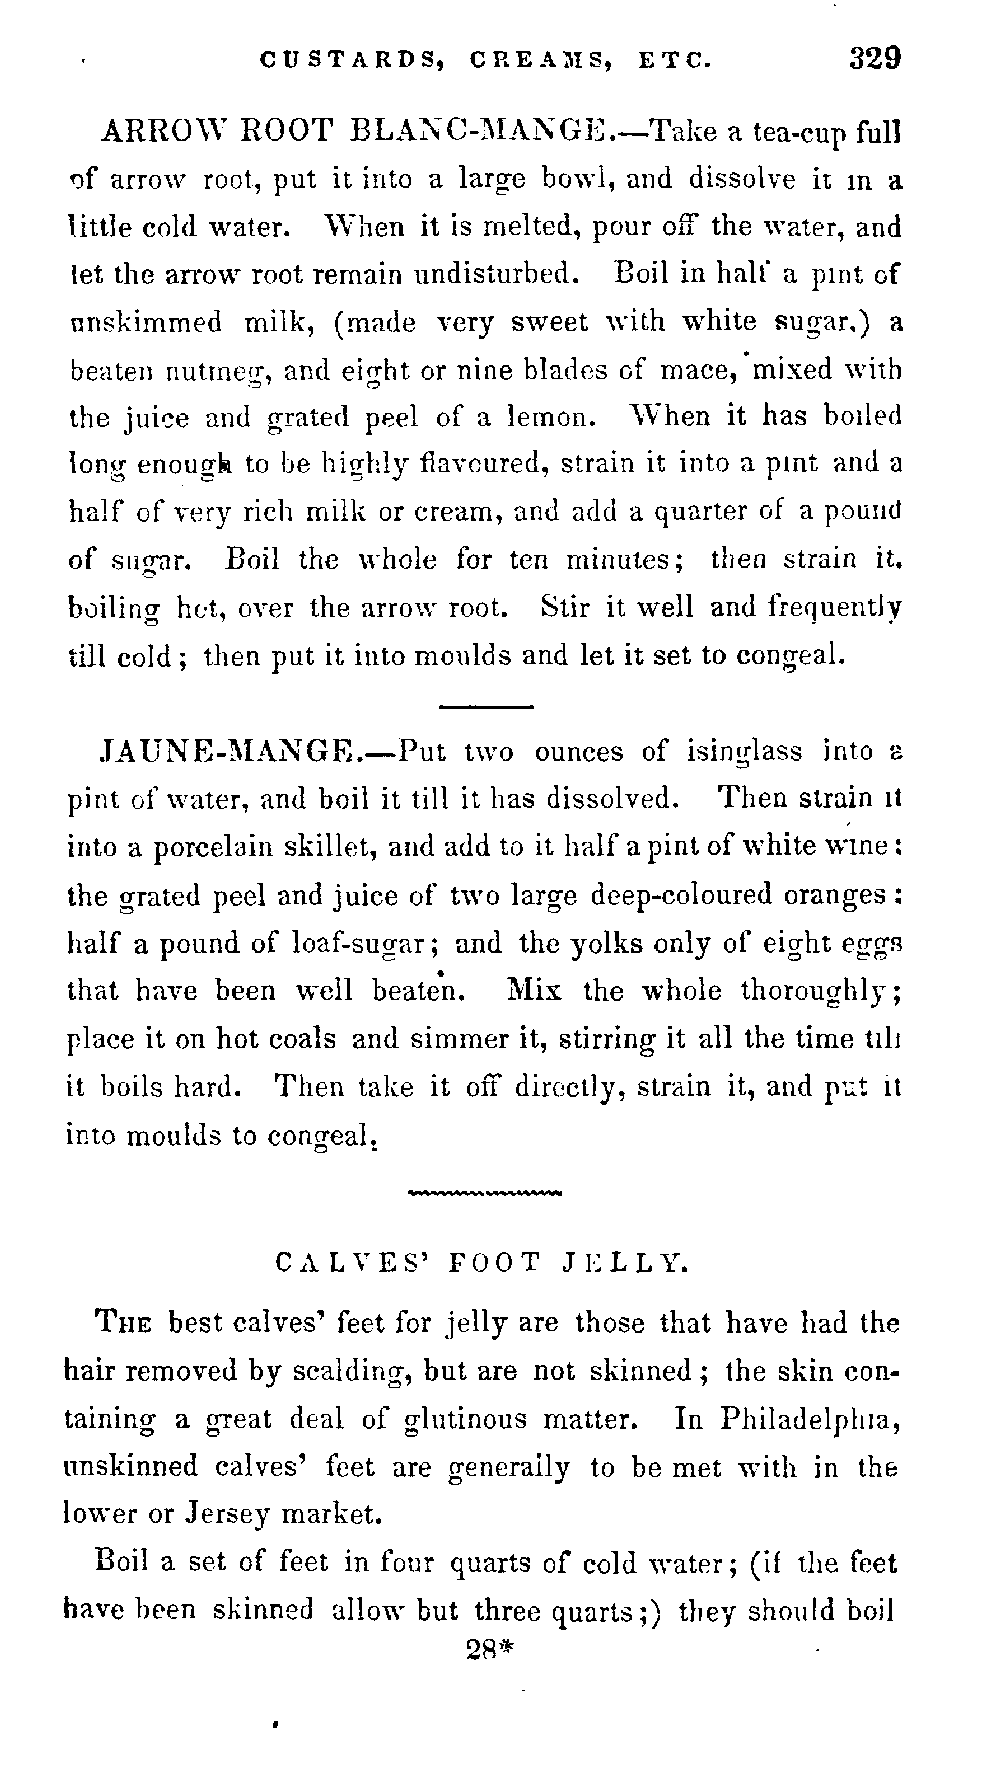 CUSTARDS, CREAMS, ETC. 329
ARROW ROOT BLANC-MANGE.—Take a tea-cup full
of arrow root, put it into a large bowl, and dissolve it in a
little cold water. When it is melted, pour off the water, and
let the arrow root remain undisturbed. Boil in half a pint of
unskimmed milk, (made very sweet with white sugar,) a
beaten nutmeg, and eight or nine blades of mace, mixed with
the juice and grated peel of a lemon. When it has boiled
long enough to be highly flavoured, strain it into a pint and a
half of very rich milk or cream, and add a quarter of a pound
of sugar. Boil the whole for ten minutes; then strain it,
boiling hot, over the arrow root. Stir it well and frequently
till cold; then put it into moulds and let it set to congeal.
JAUNE-MANGE.—Put two ounces of isinglass into a
pint of water, and boil it till it has dissolved. Then strain it
into a porcelain skillet, and add to it half a pint of white wine:
the grated peel and juice of two large deep-coloured oranges:
half a pound of loaf-sugar; and the yolks only of eight eggs
that have been well beaten. Mix the whole thoroughly;
place it on hot coals and simmer it, stirring it all the time till
it boils hard. Then take it off directly, strain it, and put it
into moulds to congeal.
CALVES' FOOT JELLY.
THE best calves' feet for jelly are those that have had the
hair removed by scalding, but are not skinned; the skin con-
taining a great deal of glutinous matter. In Philadelphia,
unskinned calves' feet are generally to be met with in the
lower or Jersey market.
Boil a set of feet in four quarts of cold water; (if the feet
have been skinned allow but three quarts;) they should boil
28*